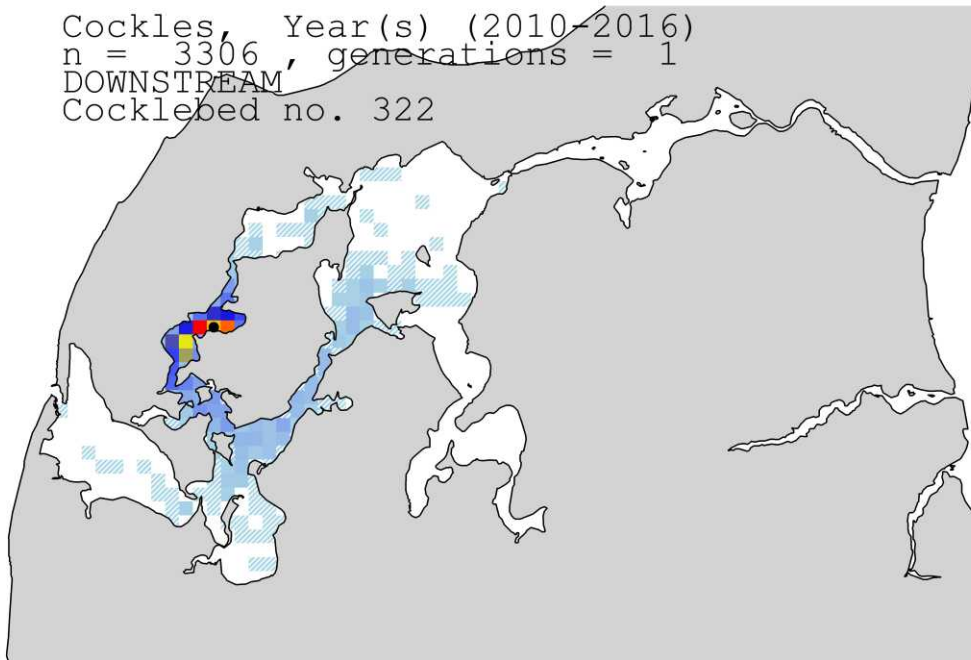 Cockles, Year(s) (2010-2016)
n = 3306 , generations = 1
DOWNSTREAM
Cocklebed no. 322